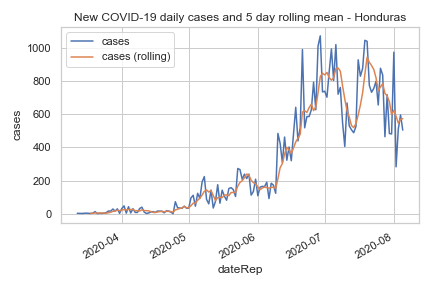 New COVID-19 daily cases and 5 day rolling mean - Honduras
cases
cases (rolling)
1000
800
600
400
200
0
cases
2020-04
2020-05
2020-06
2020-07
2020-08
dateRep